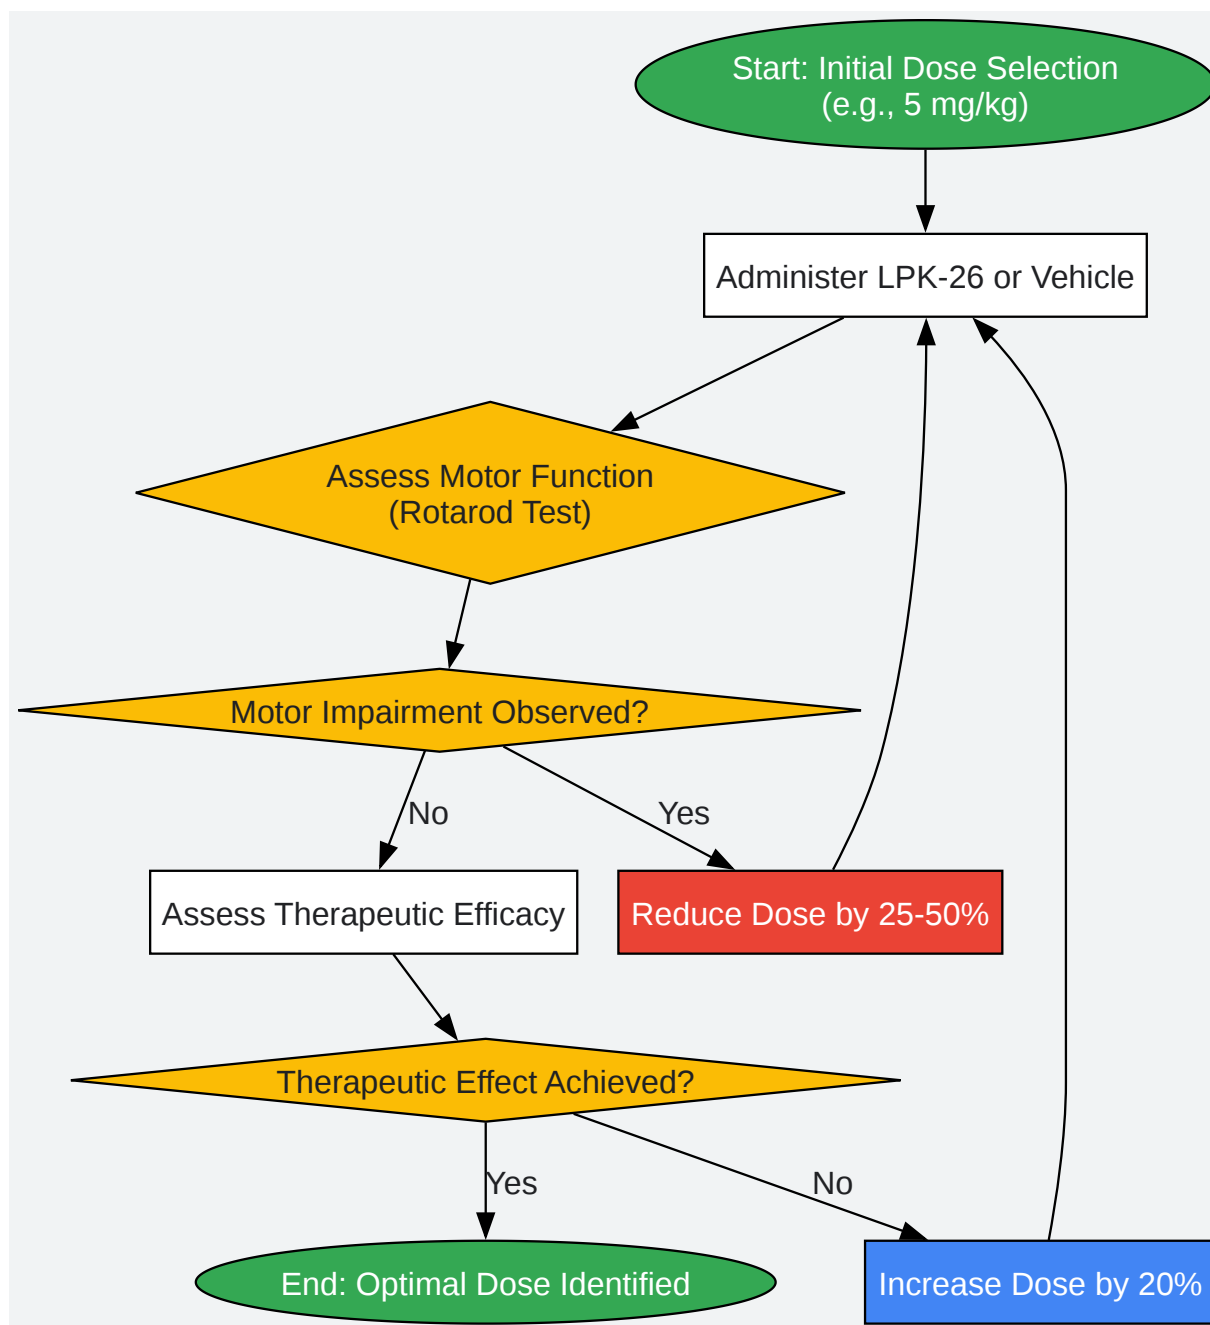 Start: Initial Dose Selection
(e.g., 5 mg/kg)
Administer LPK-26 or Vehicle
Assess Motor Function
(Rotarod Test)
Motor Impairment Observed?
No
Yes
Assess Therapeutic Efficacy
Reduce Dose by 25-50%
Therapeutic Effect Achieved?
Yes
No
End: Optimal Dose Identified
Increase Dose by 20%